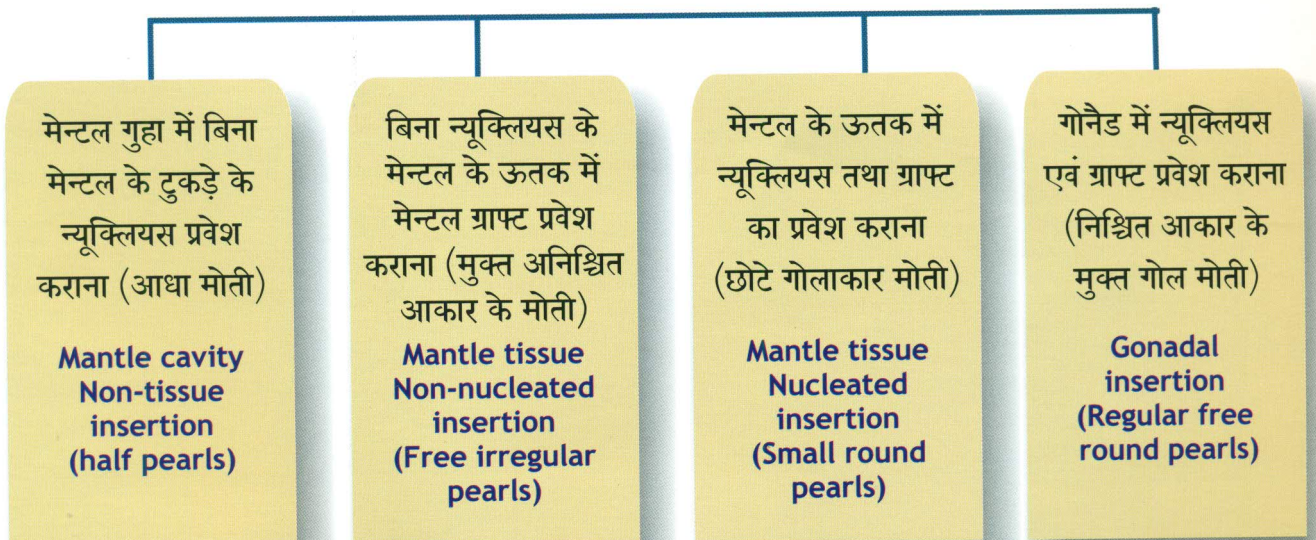 मेन्टल गुहा में बिना
मेन्टल के टुकड़े के
न्यूक्लियस प्रवेश
कराना (आधा मोती)
Mantle cavity
Non-tissue
insertion
(half pearls)
बिना न्यूक्लियस के
मेन्टल के ऊतक में
मेन्टल ग्राफ्ट प्रवेश
कराना (मुक्त अनिश्चित
आकार के मोती)
Mantle tissue
Non-nucleated
insertion
(Free irregular
pearls)
मेन्टल के ऊतक में
न्यूक्लियस तथा ग्राफ्ट
का प्रवेश कराना
(छोटे गोलाकार मोती)
Mantle tissue
Nucleated
insertion
(Small round
pearls)
गोनैड में न्यूक्लियस
एवं ग्राफ्ट प्रवेश कराना
(निश्चित आकार के
मुक्त गोल मोती)
Gonadal
insertion
(Regular free
round pearls)